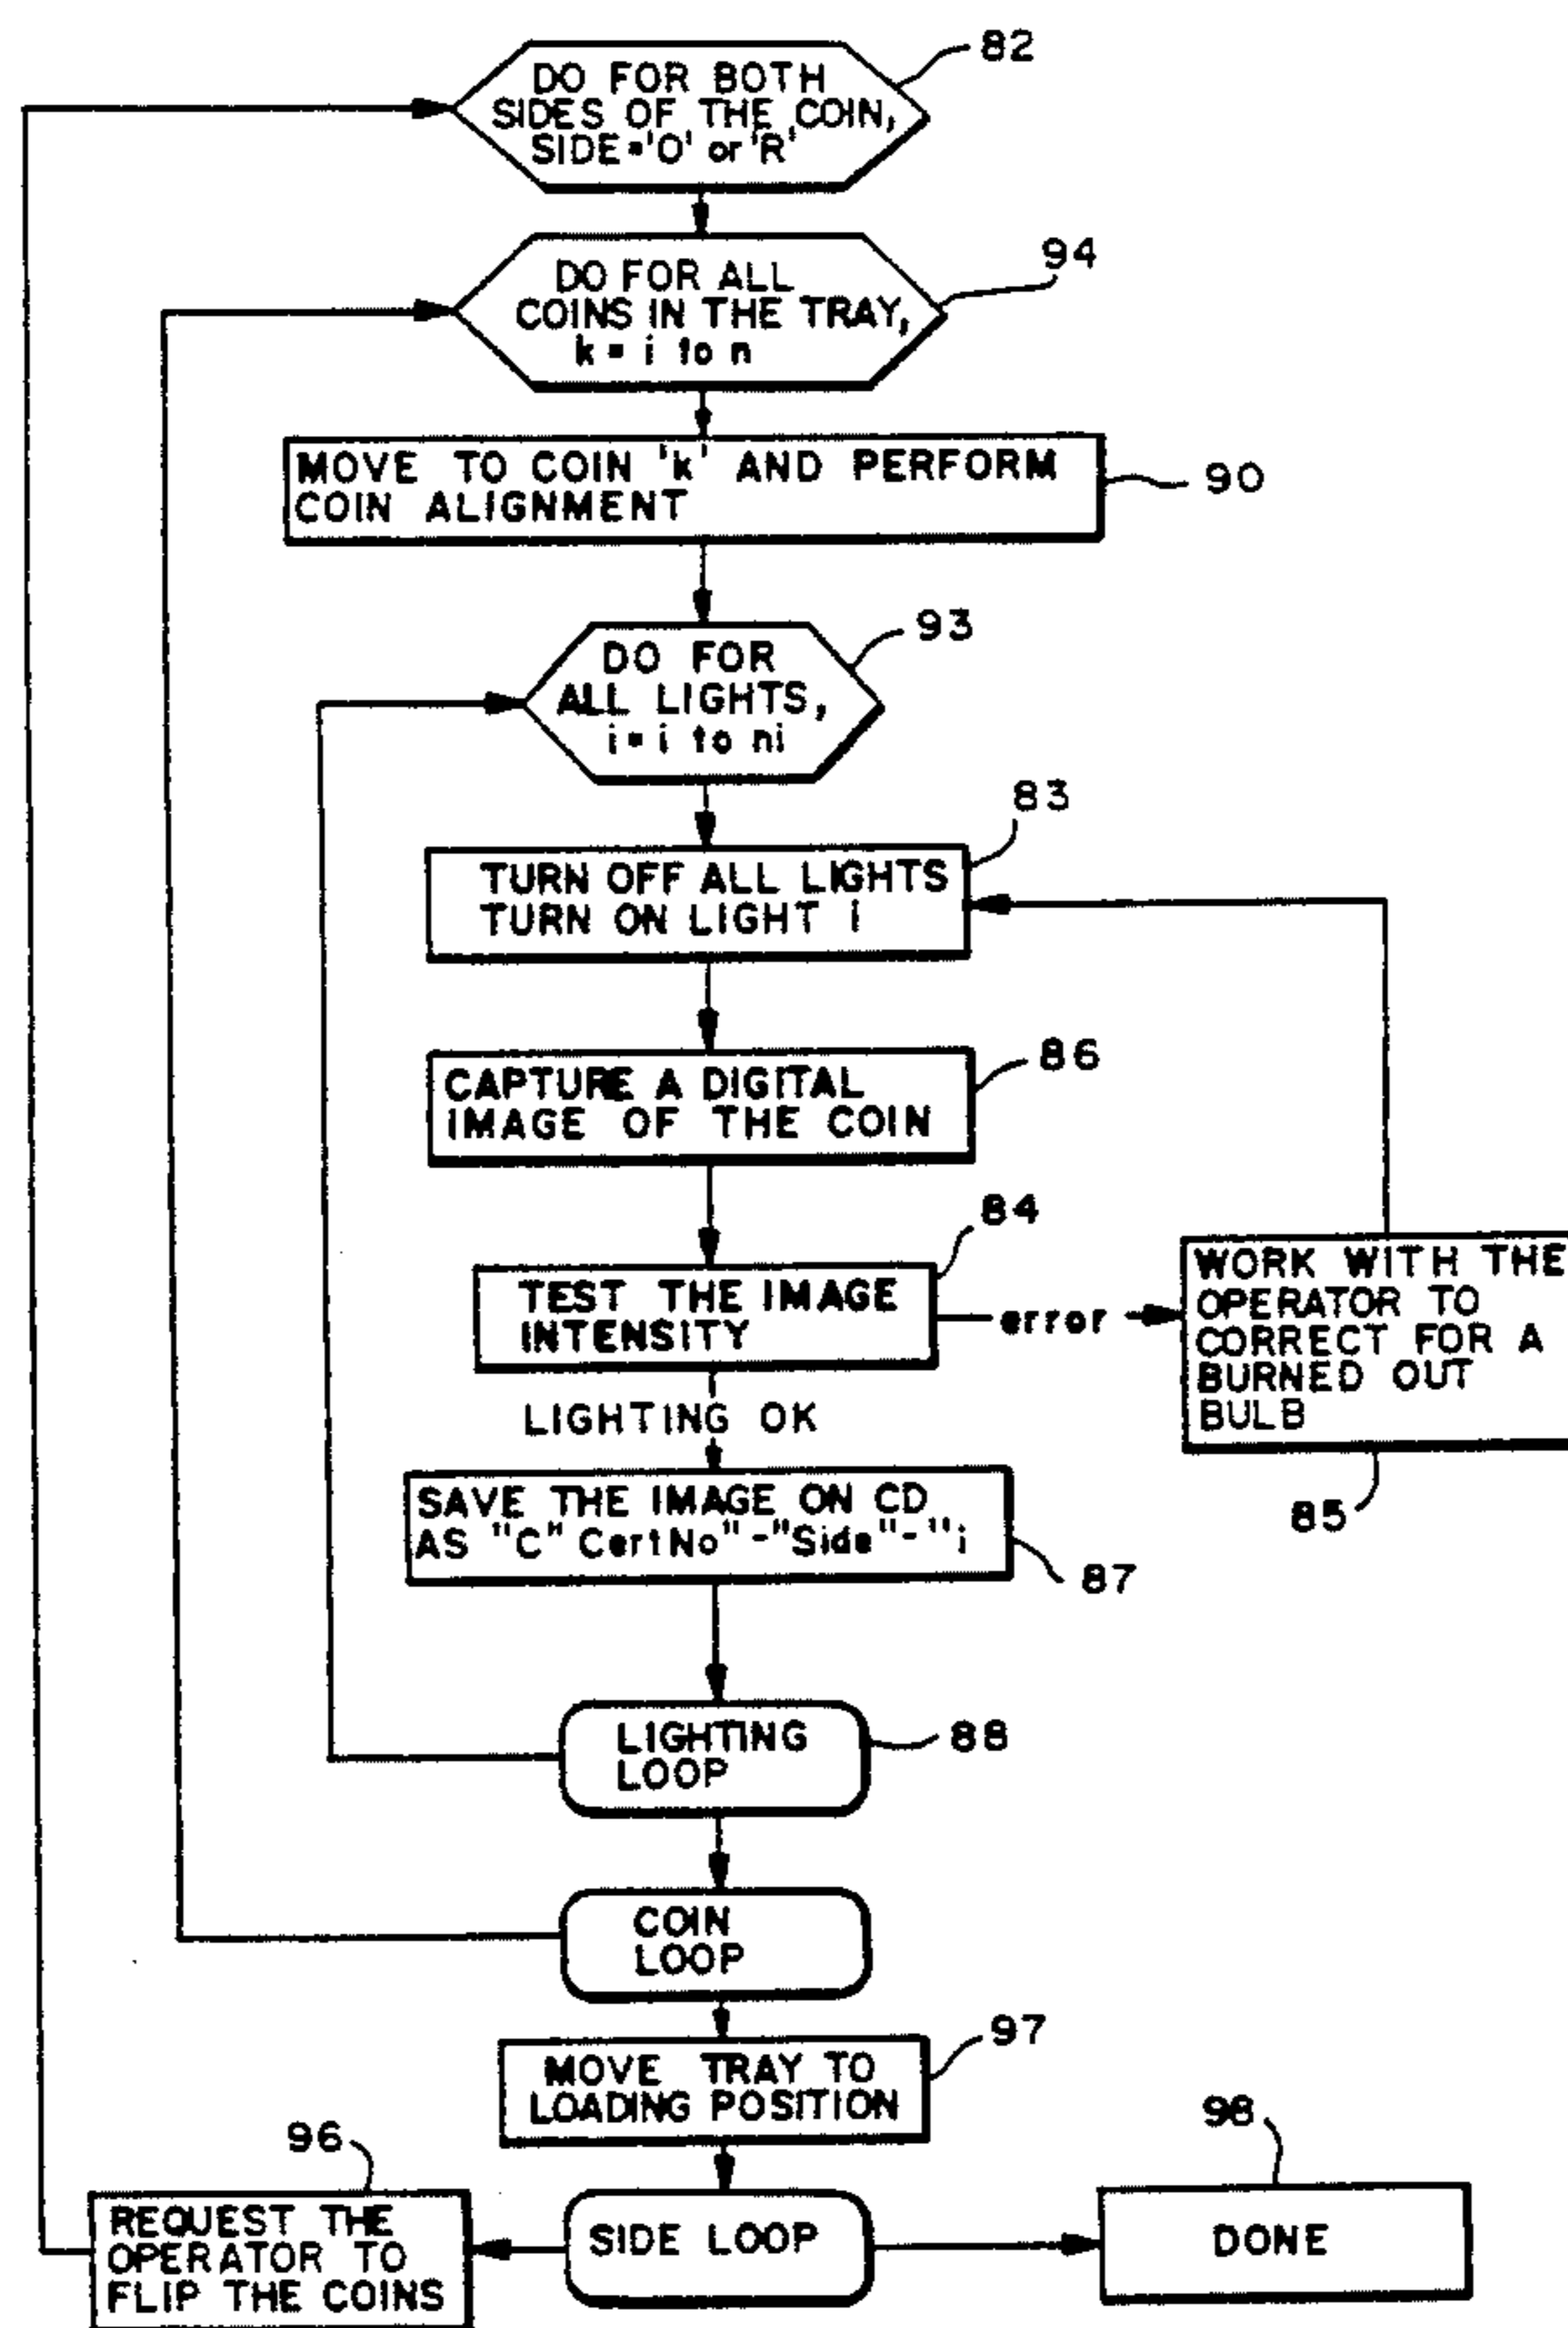 82
DO FOR BOTH
SIDES OF THE COIN,
SIDE='O' or 'R'
94
DO FOR ALL
COINS IN THE TRAY,
k = i to n
MOVE TO COIN 'k' AND PERFORM
COIN ALIGNMENT
90
93
DO FOR
ALL LIGHTS,
i = i to ni
83
TURN OFF ALL LIGHTS
TURN ON LIGHT i
86
CAPTURE A DIGITAL
IMAGE OF THE COIN
84
TEST THE IMAGE
INTENSITY
error
WORK WITH THE
OPERATOR TO
CORRECT FOR A
BURNED OUT
BULB
85
LIGHTING OK
SAVE THE IMAGE ON CD
AS "C" CertNo"-"Side"-"i
87
LIGHTING
LOOP
88
COIN
LOOP
97
MOVE TRAY TO
LOADING POSITION
96
REQUEST THE
OPERATOR TO
FLIP THE COINS
SIDE LOOP
98
DONE